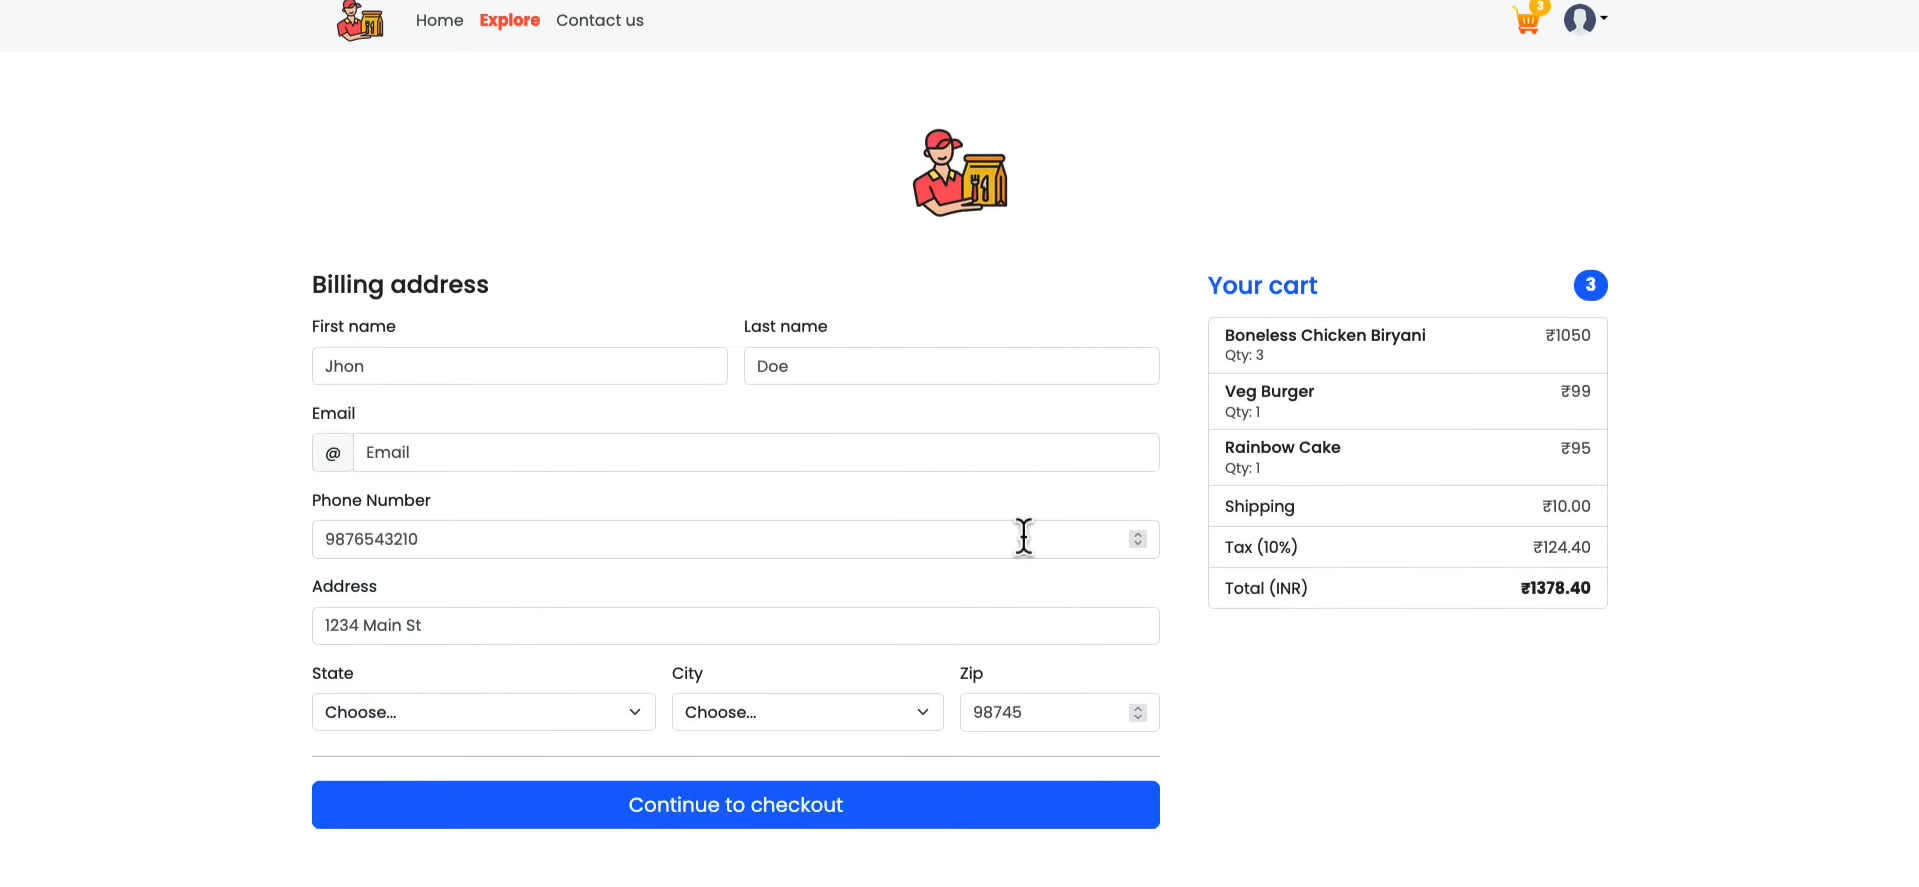 Home Explore Contact us
3
Billing address
First name Last name
Jhon Doe
Email
@ Email
Phone Number
9876543210
Address
1234 Main St
State City Zip
Choose... Choose... 98745
Continue to checkout
Your cart 3
Boneless Chicken Biryani ₹1050
Qty: 3
Veg Burger ₹99
Qty: 1
Rainbow Cake ₹95
Qty: 1
Shipping ₹10.00
Tax (10%) ₹124.40
Total (INR) ₹1378.40